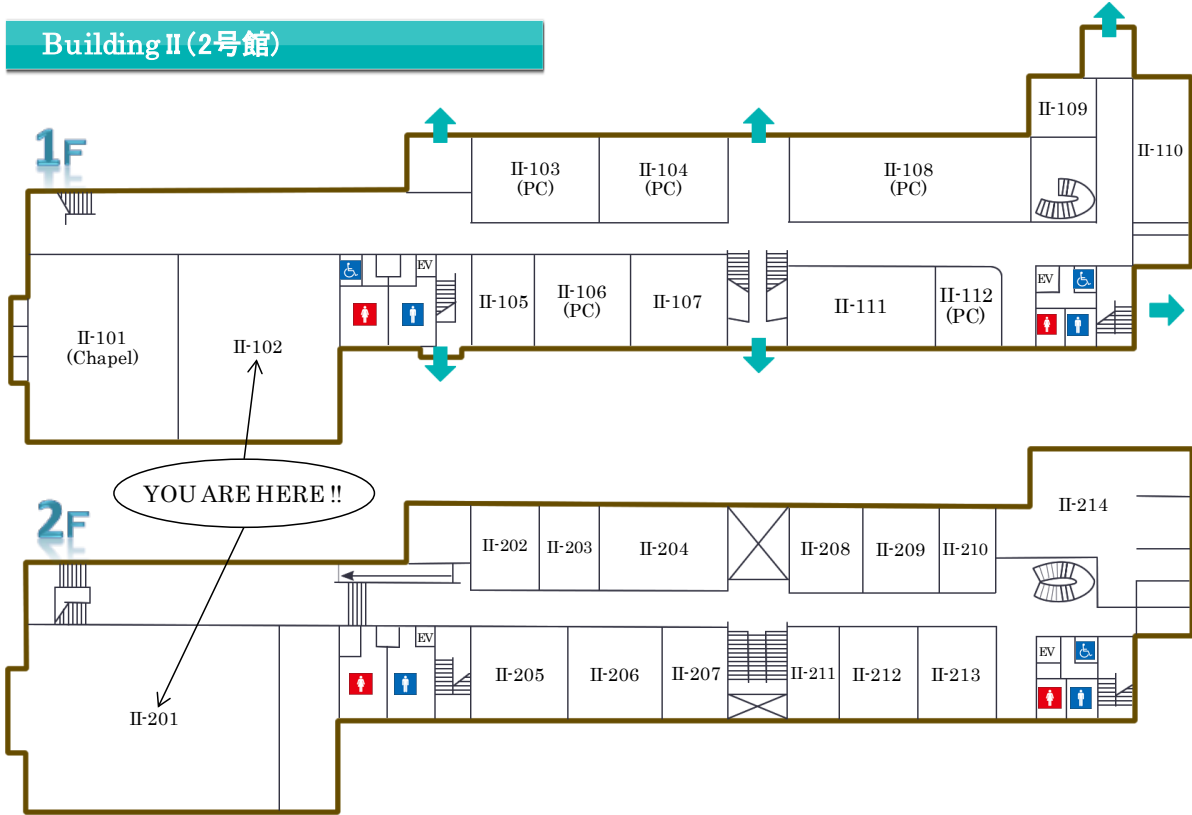 Building Ⅱ(2号館)
1F
II-109
II-110
II-103
(PC)
II-104
(PC)
II-108
(PC)
EV
EV
II-101
(Chapel)
II-102
II-105
II-106
(PC)
II-107
II-111
II-112
(PC)
YOU ARE HERE !!
2F
II-214
II-202
II-203
II-204
II-208
II-209
II-210
EV
EV
II-201
II-205
II-206
II-207
II-211
II-212
II-213